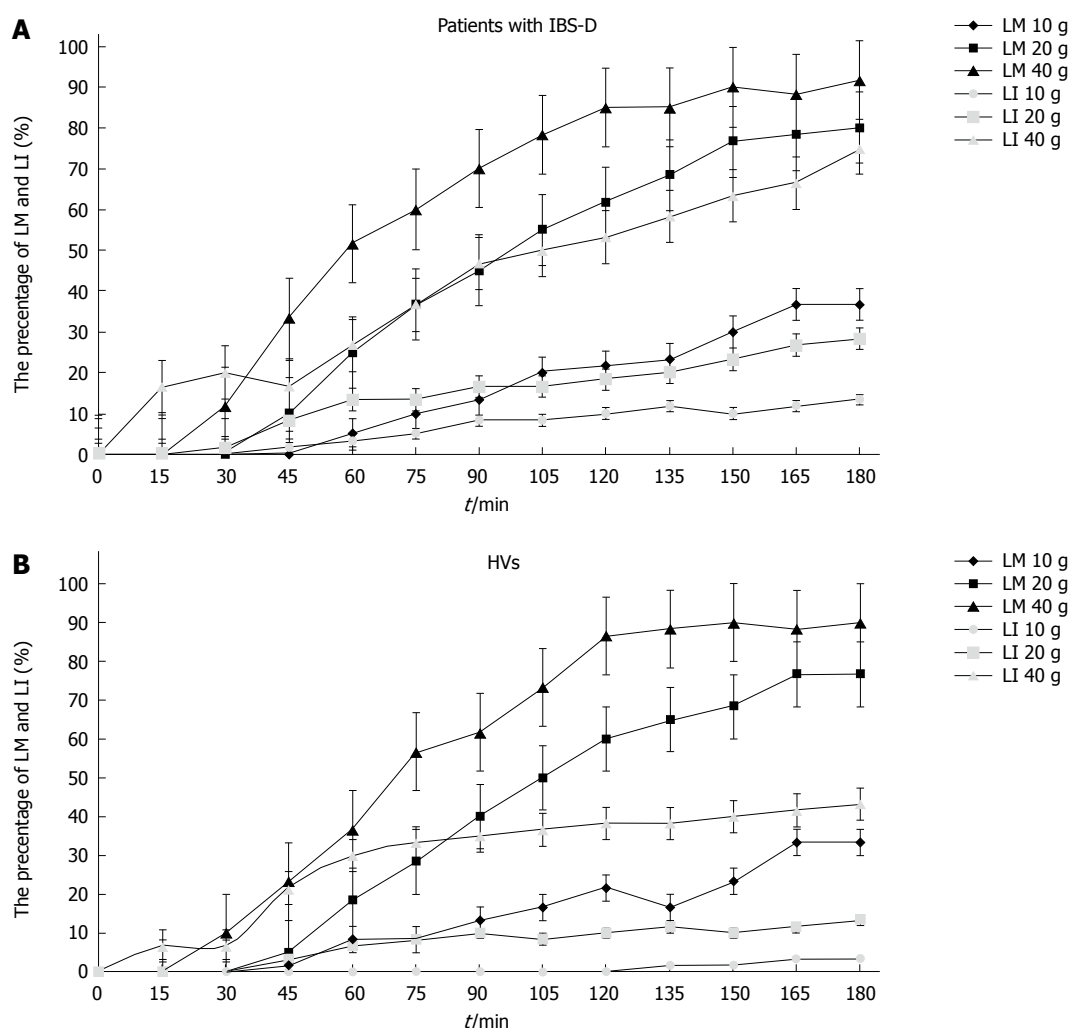 A
Patients with IBS-D
LM 10 g
LM 20 g
LM 40 g
LI 10 g
LI 20 g
LI 40 g
The precentage of LM and LI (%)
100
90
80
70
60
50
40
30
20
10
0
0 15 30 45 60 75 90 105 120 135 150 165 180
t/min
B
HVs
LM 10 g
LM 20 g
LM 40 g
LI 10 g
LI 20 g
LI 40 g
The precentage of LM and LI (%)
100
90
80
70
60
50
40
30
20
10
0
0 15 30 45 60 75 90 105 120 135 150 165 180
t/min